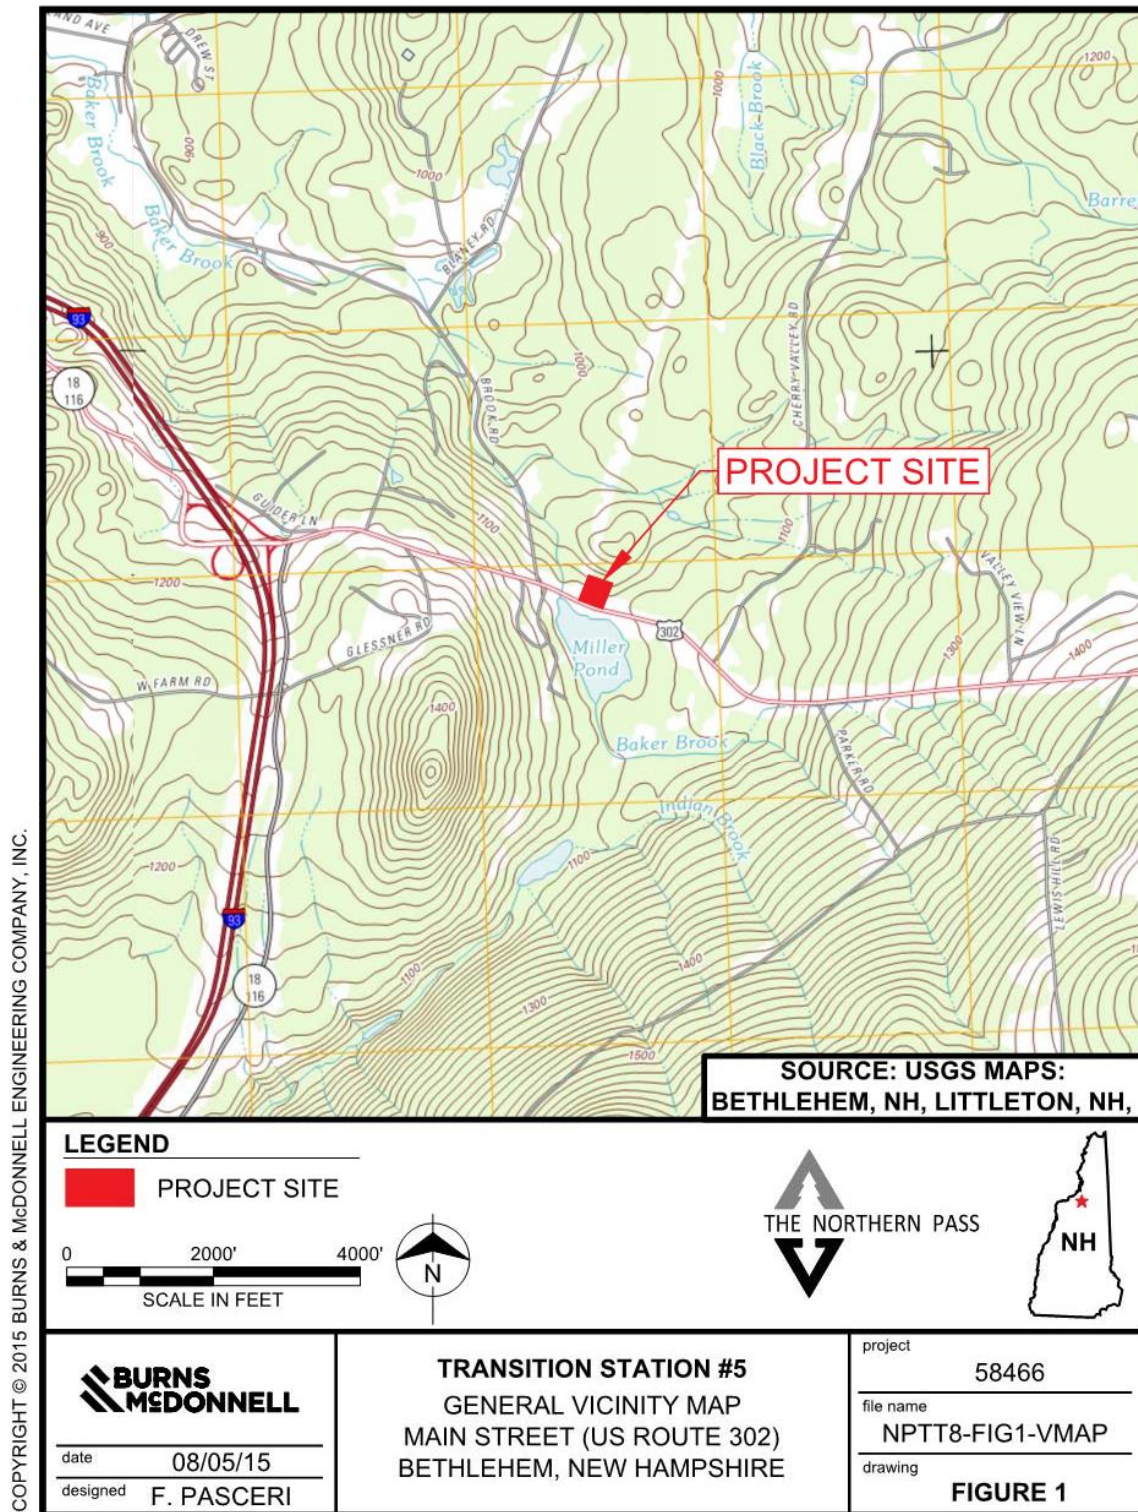 AND AVE
DREW ST
Baker Brook
900
Baker Brook
900
1000
BLANEY RD
1000
Black Brook
1200
Barre
93
18
116
BROOK RD
1000
CHERRY VALLEY RD
PROJECT SITE
GUIDER LN
1100
1100
1200
GLESSNER RD
W FARM RD
302
Miller
Pond
VALLEY VIEW LN
1300
1400
1400
Baker Brook
PARKER RD
Indian Brook
1100
1200
LEWIS HILL RD
93
18
116
1100
1400
1300
1500
SOURCE: USGS MAPS:
BETHLEHEM, NH, LITTLETON, NH,
LEGEND
PROJECT SITE
0 2000' 4000'
SCALE IN FEET
N
THE NORTHERN PASS
NH
BURNS
McDONNELL
date 08/05/15
designed F. PASCERI
TRANSITION STATION #5
GENERAL VICINITY MAP
MAIN STREET (US ROUTE 302)
BETHLEHEM, NEW HAMPSHIRE
project
58466
file name
NPTT8-FIG1-VMAP
drawing
FIGURE 1
COPYRIGHT © 2015 BURNS & McDONNELL ENGINEERING COMPANY, INC.